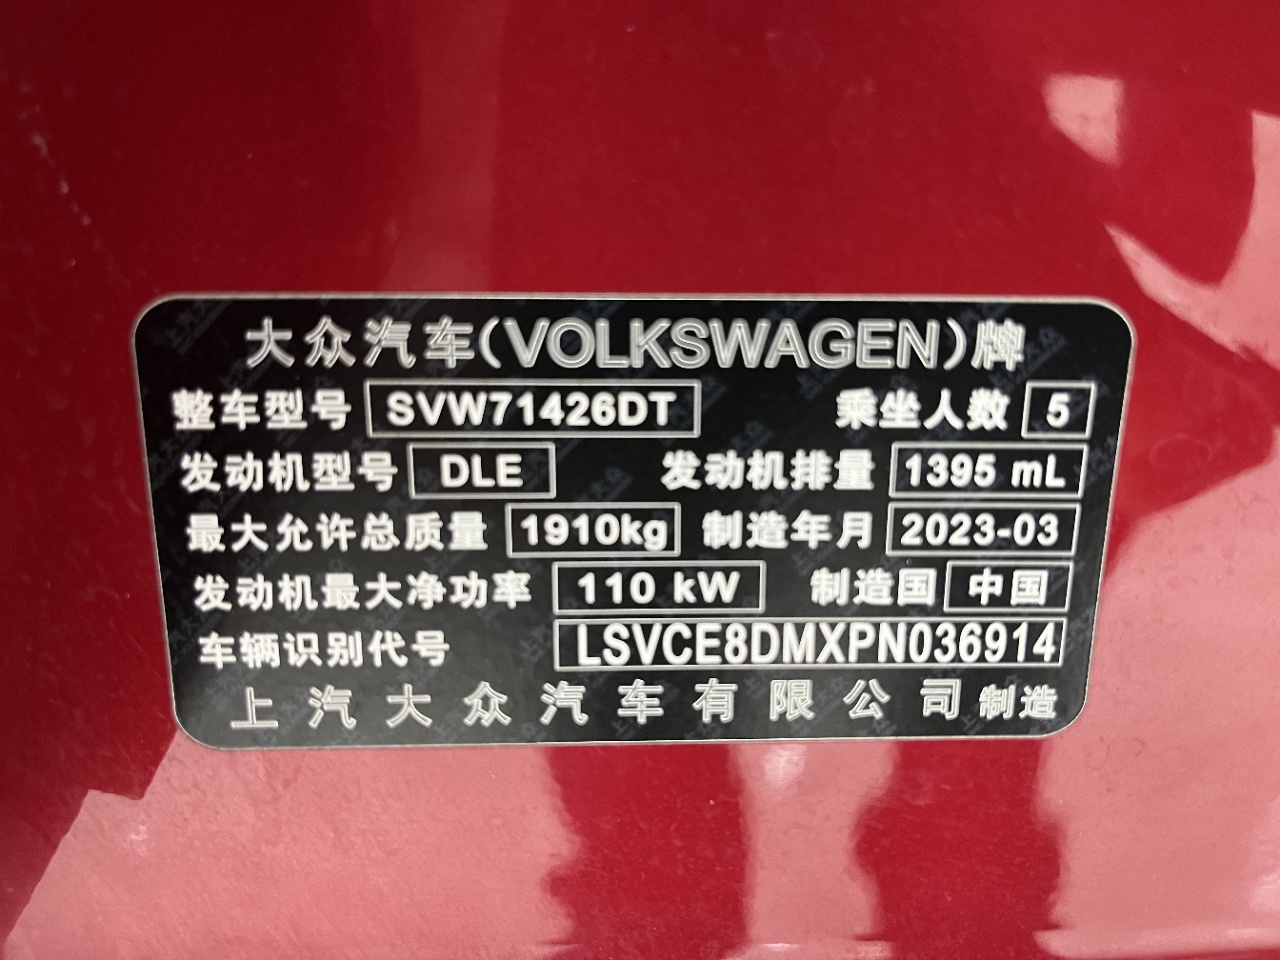 大众汽车(VOLKSWAGEN)牌
整车型号 SVW71426DT 乘坐人数 5
发动机型号 DLE 发动机排量 1395 mL
最大允许总质量 1910kg 制造年月 2023-03
发动机最大净功率 110 kW 制造国 中国
车辆识别代号 LSVCE8DMXPN036914
上汽大众汽车有限公司 制造